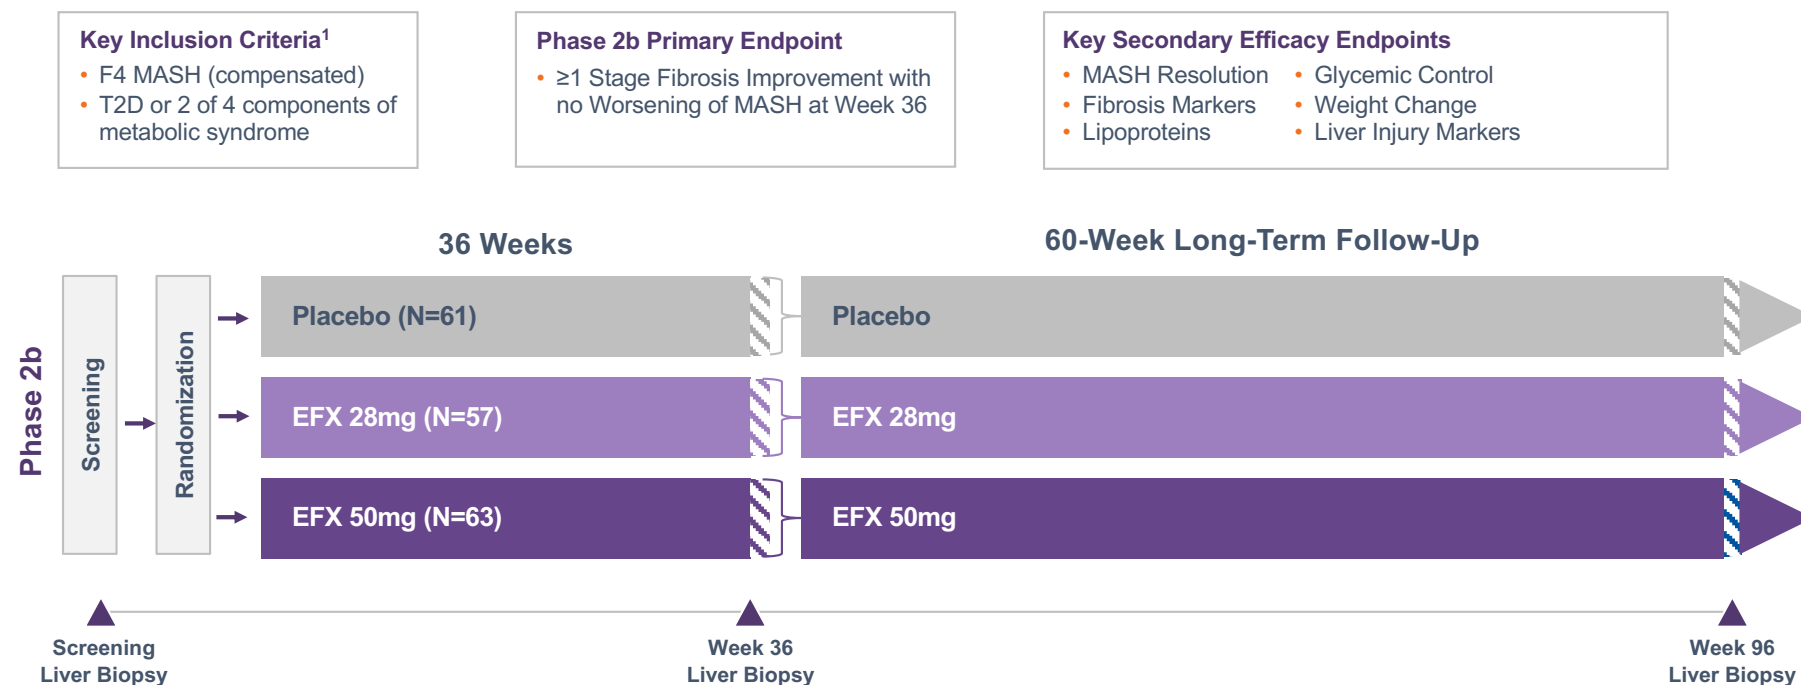 Key Inclusion Criteria1
• F4 MASH (compensated)
• T2D or 2 of 4 components of
metabolic syndrome
Phase 2b Primary Endpoint
• ≥1 Stage Fibrosis Improvement with
no Worsening of MASH at Week 36
Key Secondary Efficacy Endpoints
• MASH Resolution
• Fibrosis Markers
• Lipoproteins
• Glycemic Control
• Weight Change
• Liver Injury Markers
36 Weeks
60-Week Long-Term Follow-Up
Phase 2b
Screening
Randomization
Placebo (N=61)
Placebo
EFX 28mg (N=57)
EFX 28mg
EFX 50mg (N=63)
EFX 50mg
Screening
Liver Biopsy
Week 36
Liver Biopsy
Week 96
Liver Biopsy